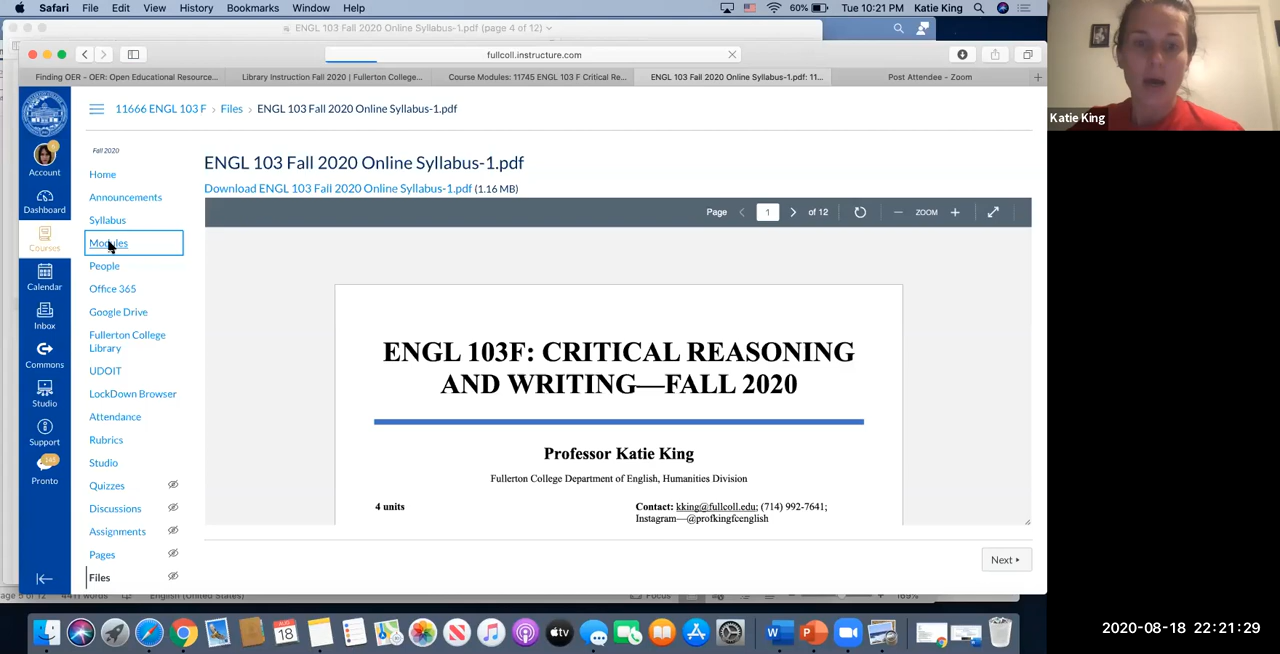 Safari File Edit View History Bookmarks Window Help 60% Tue 10:21 PM Katie King
ENGL 103 Fall 2020 Online Syllabus-1.pdf (page 4 of 12)
fullcoll.instructure.com
Finding OER – OER: Open Educational Resource... Library Instruction Fall 2020 | Fullerton College... Course Modules: 11745 ENGL 103 F Critical Re... ENGL 103 Fall 2020 Online Syllabus-1.pdf: 11... Post Attendee - Zoom
Katie King
11666 ENGL 103 F › Files › ENGL 103 Fall 2020 Online Syllabus-1.pdf
Account
Dashboard
Courses
Calendar
Inbox
Commons
Studio
Support
145
Pronto
Fall 2020
Home
Announcements
Syllabus
Modules
People
Office 365
Google Drive
Fullerton College
Library
UDOIT
LockDown Browser
Attendance
Rubrics
Studio
Quizzes
Discussions
Assignments
Pages
Files
ENGL 103 Fall 2020 Online Syllabus-1.pdf
Download ENGL 103 Fall 2020 Online Syllabus-1.pdf (1.16 MB)
Page 1 of 12 ZOOM
ENGL 103F: CRITICAL REASONING
AND WRITING—FALL 2020
Professor Katie King
Fullerton College Department of English, Humanities Division
4 units
Contact: kking@fullcoll.edu; (714) 992-7641;
Instagram—@profkingfcenglish
Next
English (United States) Focus
AUG
18
tv
2020-08-18 22:21:29